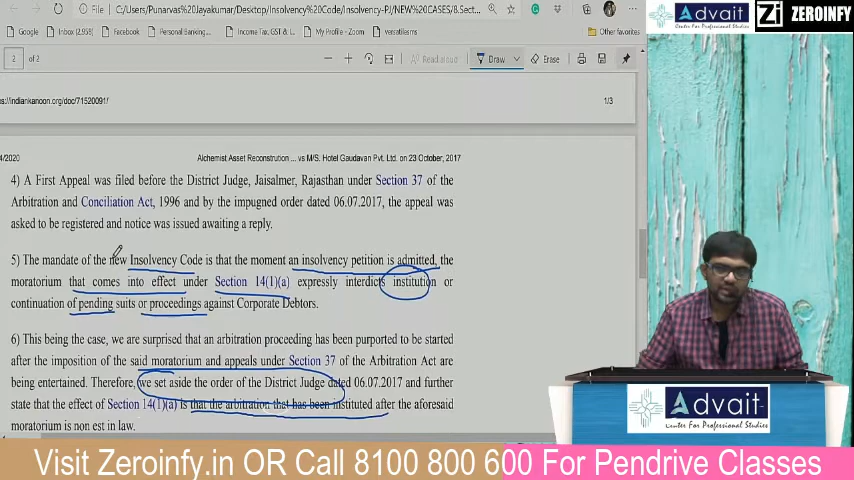 File
C:/Users/Punarvas%20Jayakumar/Desktop/Insolvency%20Code/Insolvency-PJ/NEW%20CASES/8.Sect...
Google
Inbox (2,958)
Facebook
Personal Banking...
Income Tax, GST & I...
My Profile - Zoom
versatilesms
Other favorites
2 of 2
Read aloud
Draw
Erase
ps://indiankanoon.org/doc/71520091/
1/3
4/2020
Alchemist Asset Reconstrution ... vs M/S. Hotel Gaudavan Pvt. Ltd. on 23 October, 2017
4) A First Appeal was filed before the District Judge, Jaisalmer, Rajasthan under Section 37 of the
Arbitration and Conciliation Act, 1996 and by the impugned order dated 06.07.2017, the appeal was
asked to be registered and notice was issued awaiting a reply.
5) The mandate of the new Insolvency Code is that the moment an insolvency petition is admitted, the
moratorium that comes into effect under Section 14(1)(a) expressly interdicts institution or
continuation of pending suits or proceedings against Corporate Debtors.
6) This being the case, we are surprised that an arbitration proceeding has been purported to be started
after the imposition of the said moratorium and appeals under Section 37 of the Arbitration Act are
being entertained. Therefore, we set aside the order of the District Judge dated 06.07.2017 and further
state that the effect of Section 14(1)(a) is that the arbitration that has been instituted after the aforesaid
moratorium is non est in law.
Advait
Center For Professional Studies
Zi ZEROINFY
Advait
Center For Professional Studies
Visit Zeroinfy.in OR Call 8100 800 600 For Pendrive Classes